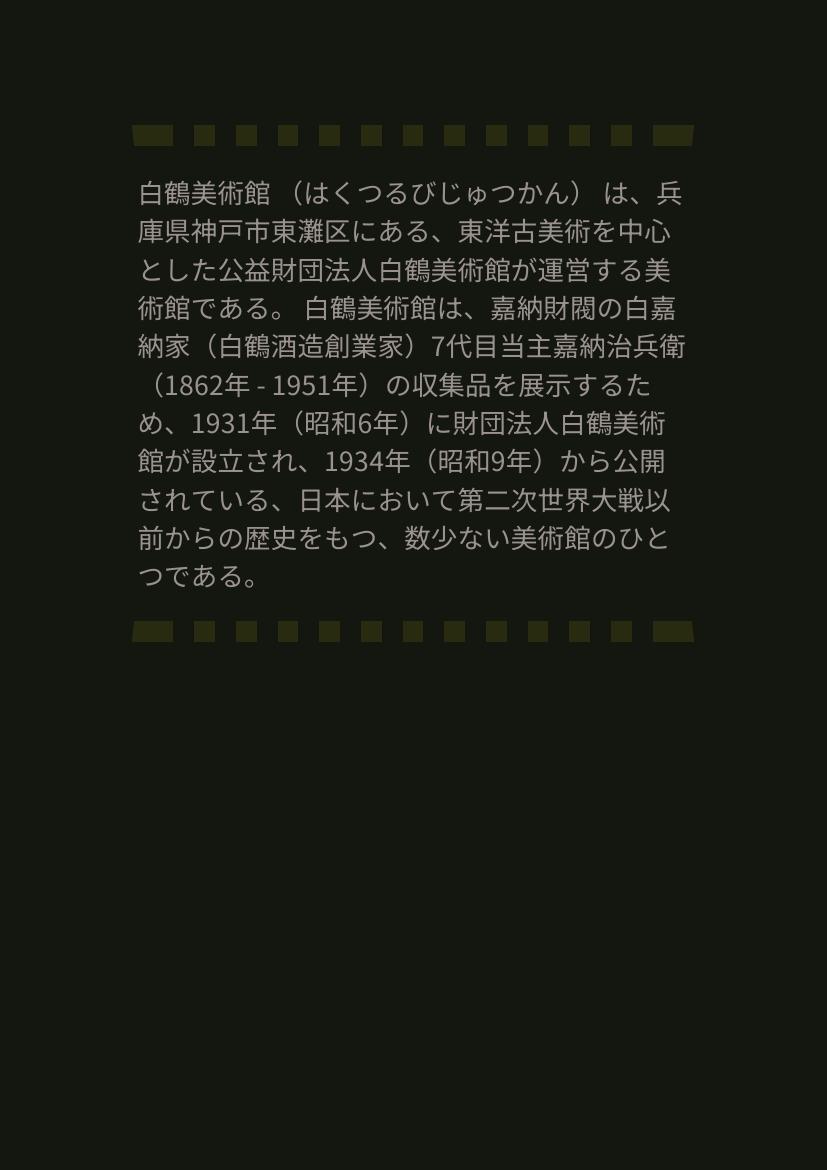 白鶴美術館 （はくつるびじゅつかん） は、兵
庫県神戸市東灘区にある、東洋古美術を中心
とした公益財団法人白鶴美術館が運営する美
術館である。 白鶴美術館は、嘉納財閥の白嘉
納家（白鶴酒造創業家）7代目当主嘉納治兵衛
（1862年 - 1951年）の収集品を展示するた
め、1931年（昭和6年）に財団法人白鶴美術
館が設立され、1934年（昭和9年）から公開
されている、日本において第二次世界大戦以
前からの歴史をもつ、数少ない美術館のひと
つである。